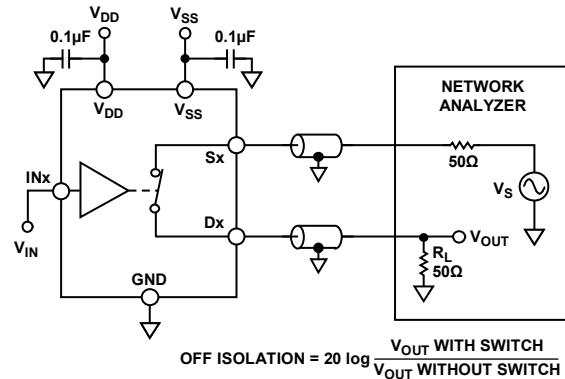 VDD
VSS
0.1µF
0.1µF
VDD
VSS
NETWORK
ANALYZER
Sx
50Ω
INx
VS
Dx
VOUT
VIN
RL
50Ω
GND
OFF ISOLATION = 20 log VOUT WITH SWITCH
VOUT WITHOUT SWITCH